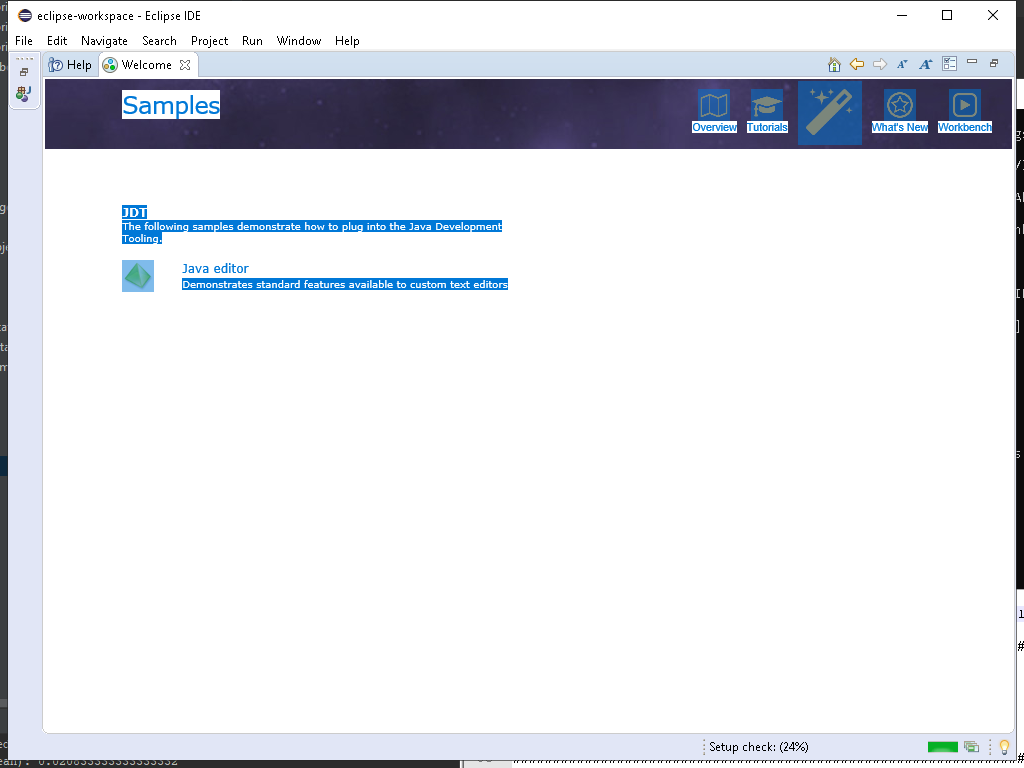 eclipse-workspace - Eclipse IDE
File Edit Navigate Search Project Run Window Help
Help Welcome
Samples
Overview Tutorials What's New Workbench
JDT
The following samples demonstrate how to plug into the Java Development
Tooling.
Java editor
Demonstrates standard features available to custom text editors
Setup check: (24%)